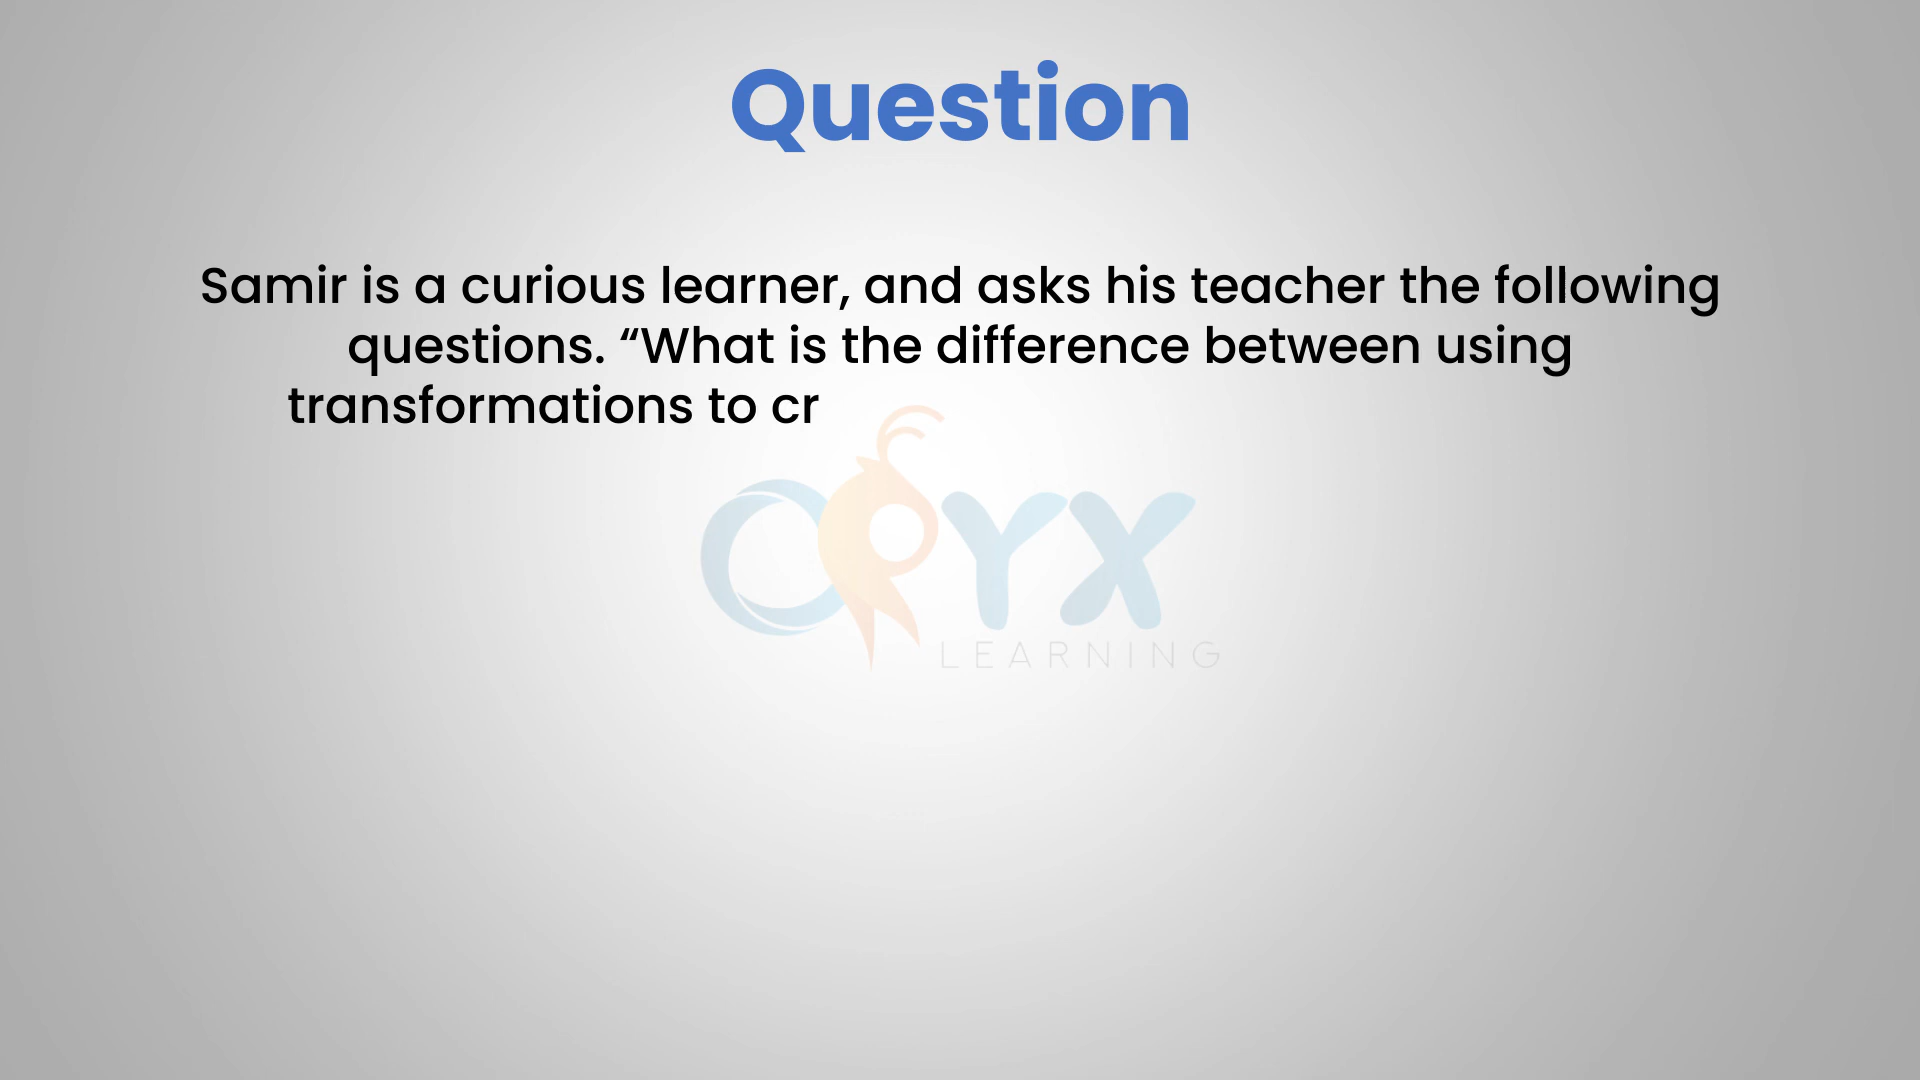 Question
Samir is a curious learner, and asks his teacher the following
questions. “What is the difference between using
transformations to cr
ORYX
LEARNING